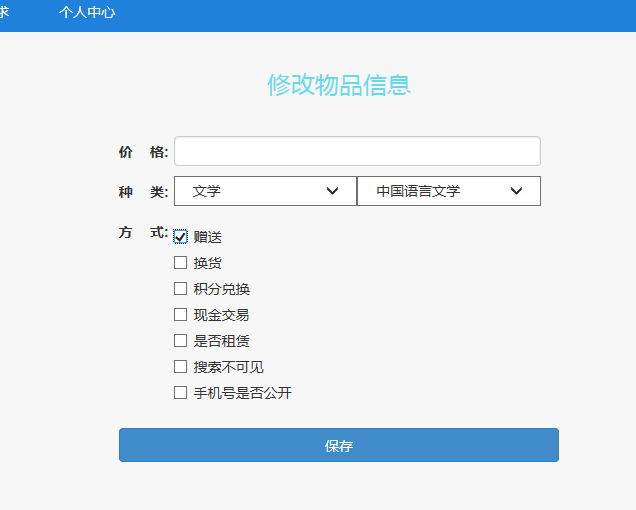 求 个人中心
修改物品信息
价 格:
种 类: 文学 中国语言文学
方 式: 赠送
换货
积分兑换
现金交易
是否租赁
搜索不可见
手机号是否公开
保存